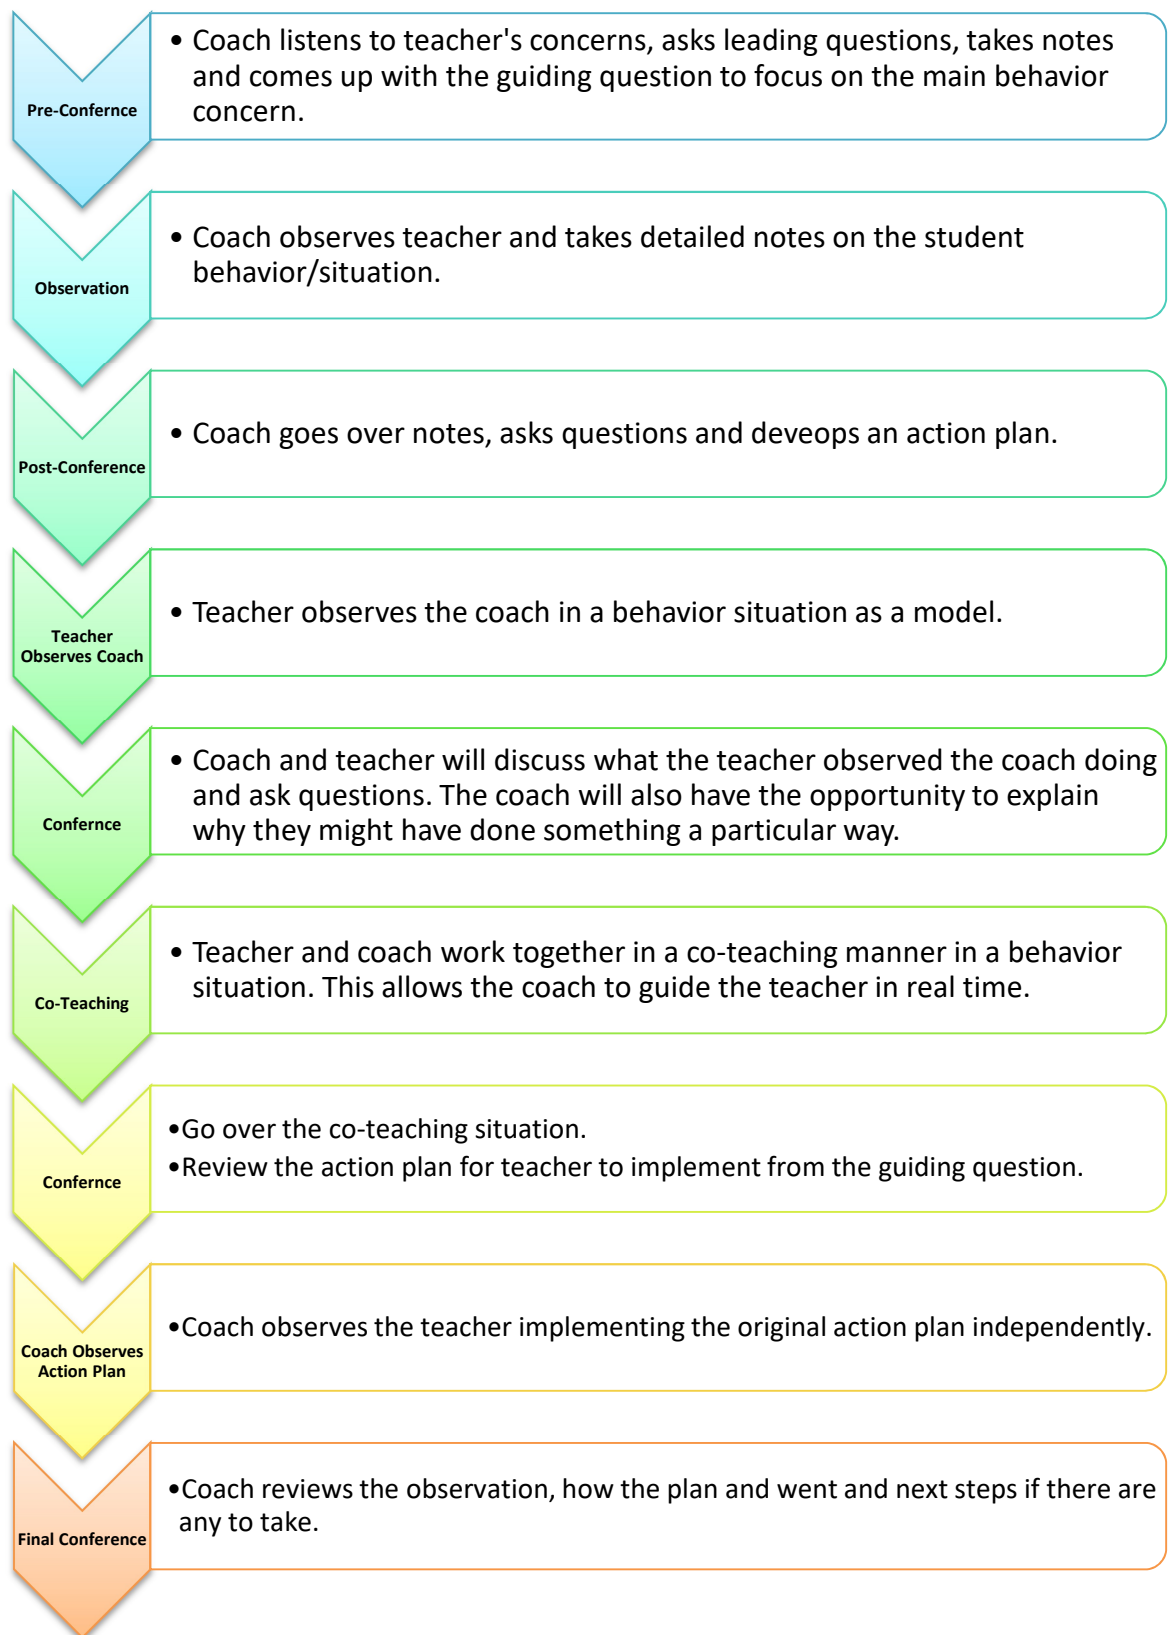 Pre-Confernce
• Coach listens to teacher's concerns, asks leading questions, takes notes
and comes up with the guiding question to focus on the main behavior
concern.
Observation
• Coach observes teacher and takes detailed notes on the student
behavior/situation.
Post-Conference
• Coach goes over notes, asks questions and deveops an action plan.
Teacher
Observes Coach
• Teacher observes the coach in a behavior situation as a model.
Confernce
• Coach and teacher will discuss what the teacher observed the coach doing
and ask questions. The coach will also have the opportunity to explain
why they might have done something a particular way.
Co-Teaching
• Teacher and coach work together in a co-teaching manner in a behavior
situation. This allows the coach to guide the teacher in real time.
Confernce
•Go over the co-teaching situation.
•Review the action plan for teacher to implement from the guiding question.
Coach Observes
Action Plan
•Coach observes the teacher implementing the original action plan independently.
Final Conference
•Coach reviews the observation, how the plan and went and next steps if there are
any to take.